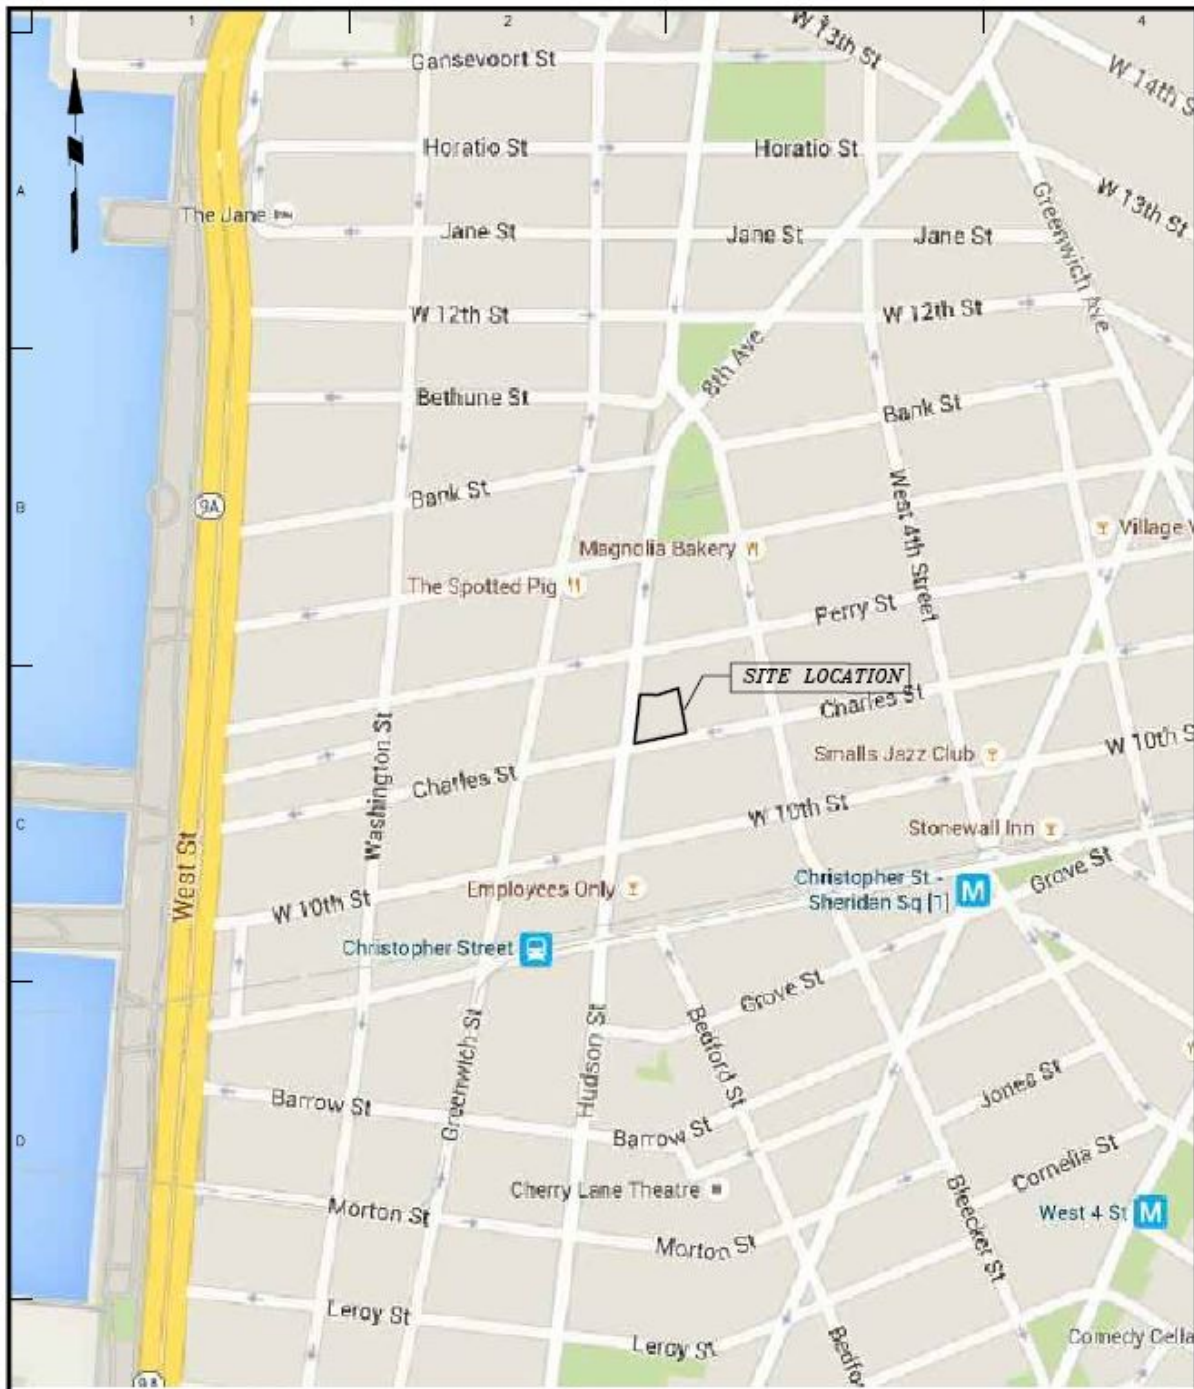 1 2 4
W 13th St
Gansevoort St
W 14th S
Horatio St Horatio St
A
W 13th St
The Jane
Greenwich Ave
Jane St Jane St Jane St
W 12th St W 12th St
8th Ave
Bethune St
Bank St
Bank St
West 4th Street
B
9A
Village V
Magnolia Bakery
The Spotted Pig
Perry St
SITE LOCATION
Charles St
W 10th S
Smalls Jazz Club
Washington St
Charles St
W 10th St
C
Stonewall Inn
West St
Grove St
Christopher St -
Sheridan Sq [1]
M
Employees Only
W 10th St
Christopher Street
Grove St
Bedford St
Greenwich St
Hudson St
Jones St
Barrow St
Barrow St
D
Cornelia St
Cherry Lane Theatre
Bleecker St
West 4 St M
Morton St
Morton St
Leroy St
Leroy St
Comedy Cella
Bedfo
9A